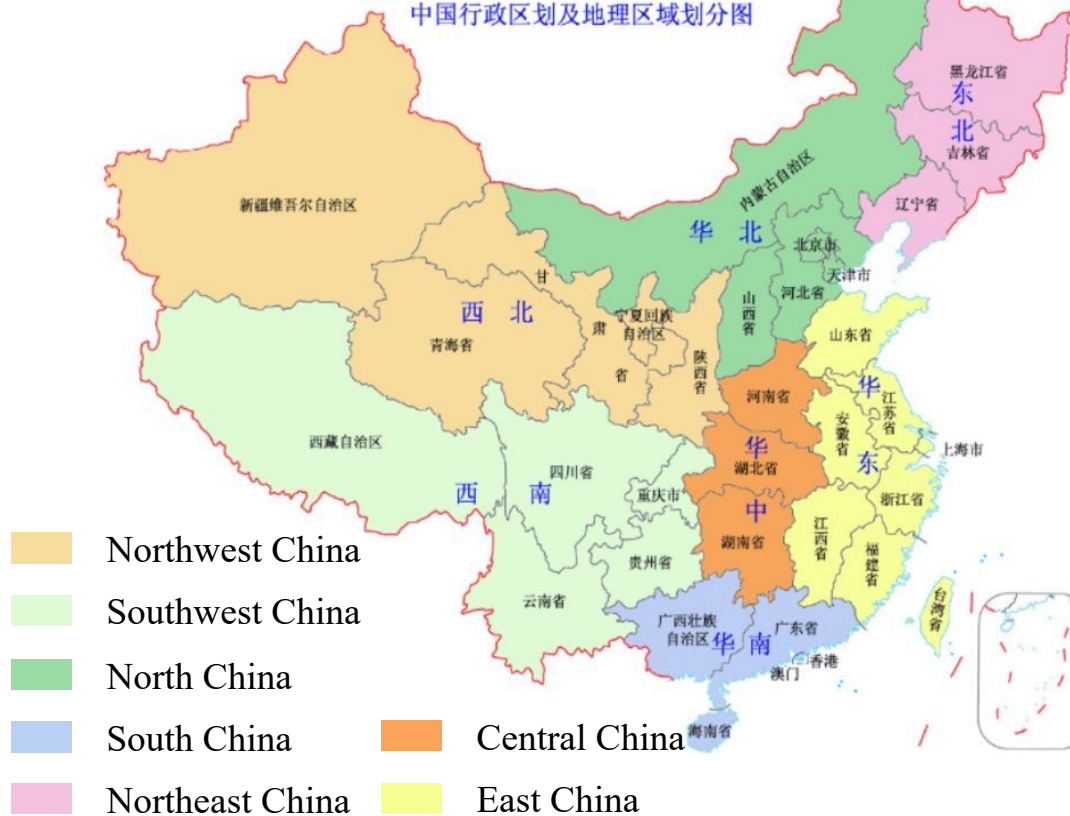 中国行政区划及地理区域划分图
黑龙江省
东
北
吉林省
辽宁省
内蒙古自治区
新疆维吾尔自治区
华 北
北京市
天津市
河北省
山西省
甘
肃
省
西 北
宁夏回族
自治区
青海省
陕西省
山东省
河南省
华
江苏省
安徽省
东
上海市
西藏自治区
四川省
华
湖北省
重庆市
西 南
中
浙江省
湖南省
江西省
福建省
贵州省
云南省
台湾省
广西壮族
自治区
华 南
广东省
香港
澳门
海南省
Northwest China
Southwest China
North China
South China
Central China
Northeast China
East China